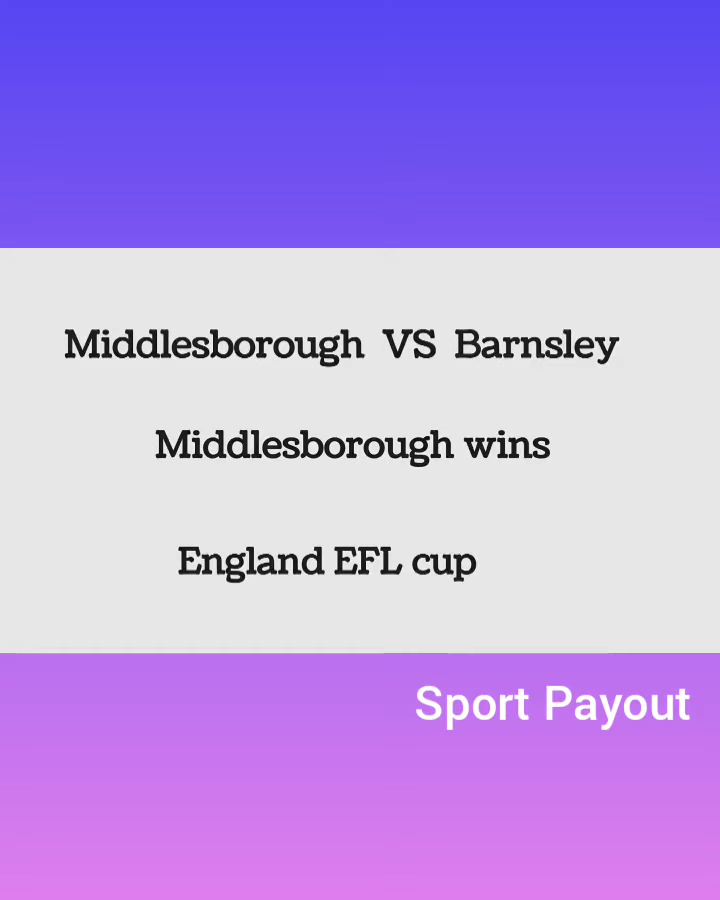 Middlesborough VS Barnsley
Middlesborough wins
England EFL cup
Sport Payout